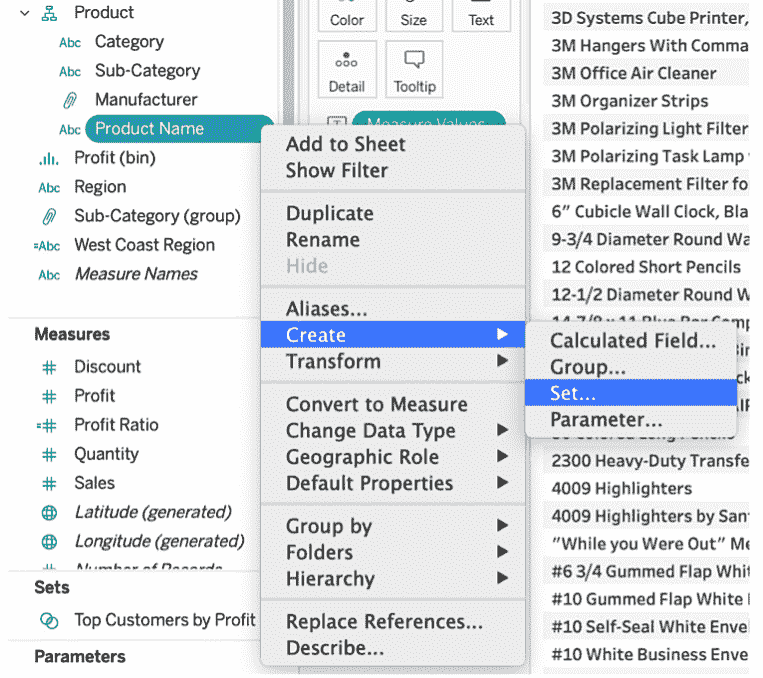 Product
Abc Category
Abc Sub-Category
Manufacturer
Abc Product Name
Profit (bin)
Abc Region
Sub-Category (group)
=Abc West Coast Region
Abc Measure Names
Measures
# Discount
# Profit
=# Profit Ratio
# Quantity
# Sales
Latitude (generated)
Longitude (generated)
# Number of Records
Sets
Top Customers by Profit
Parameters
Color
Size
Text
Detail
Tooltip
T Measure Values
Add to Sheet
Show Filter
Duplicate
Rename
Hide
Aliases...
Create
Transform
Convert to Measure
Change Data Type
Geographic Role
Default Properties
Group by
Folders
Hierarchy
Replace References...
Describe...
Calculated Field...
Group...
Set...
Parameter...
3D Systems Cube Printer,
3M Hangers With Comma
3M Office Air Cleaner
3M Organizer Strips
3M Polarizing Light Filter
3M Polarizing Task Lamp
3M Replacement Filter fo
6” Cubicle Wall Clock, Bla
9-3/4 Diameter Round Wa
12 Colored Short Pencils
12-1/2 Diameter Round W
2300 Heavy-Duty Transfe
4009 Highlighters
4009 Highlighters by San
”While you Were Out” Me
#6 3/4 Gummed Flap Whi
#10 Gummed Flap White
#10 Self-Seal White Enve
#10 White Business Enve